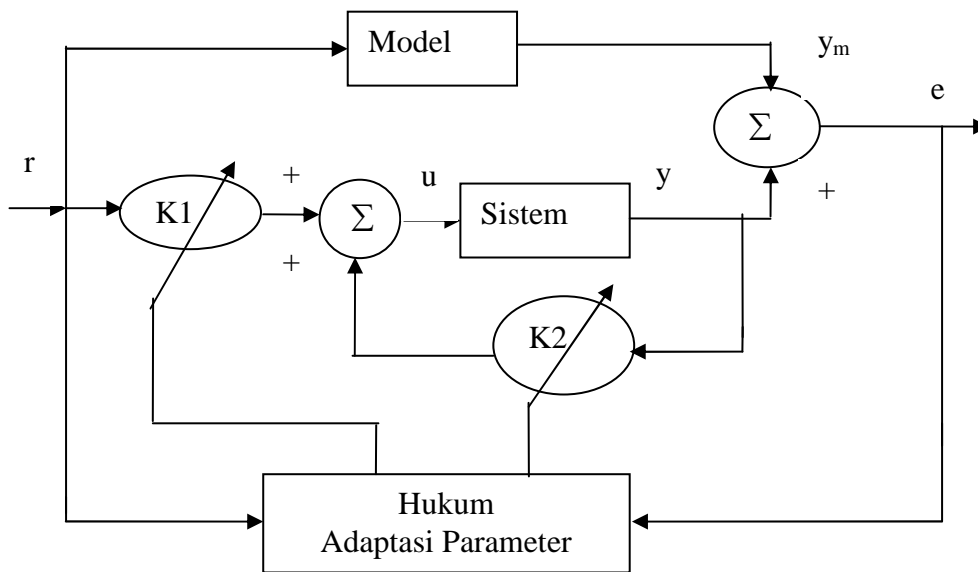 Model
yₘ
e
Σ
r
+
K1
u
y
+
Σ
Sistem
+
K2
Hukum
Adaptasi Parameter